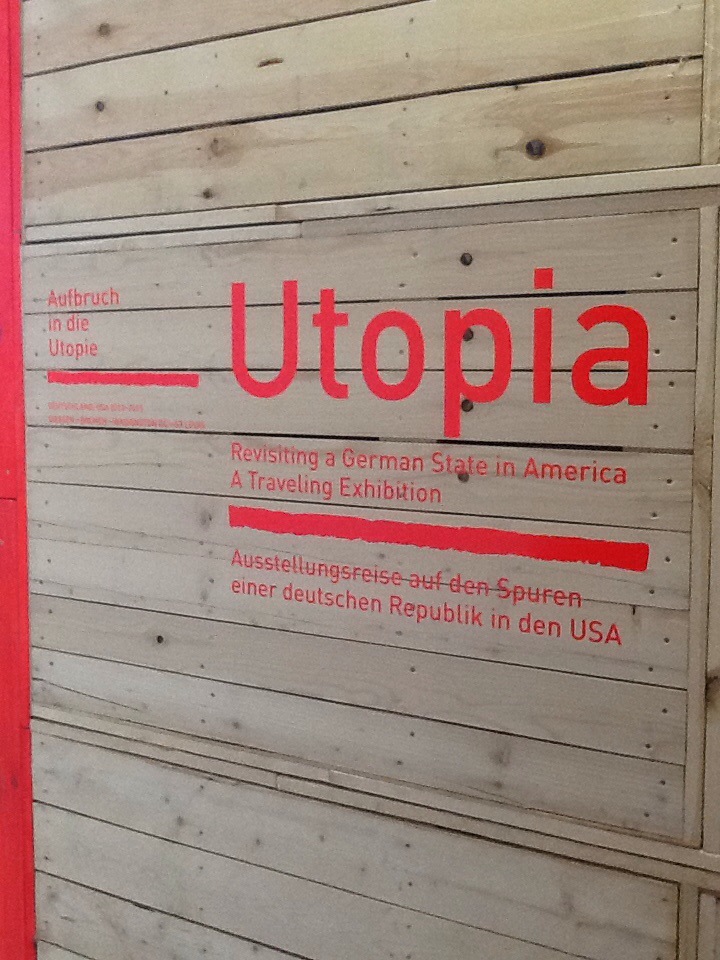 Aufbruch
in die
Utopie
Utopia
Revisiting a German State in America
A Traveling Exhibition
Ausstellungsreise auf den Spuren
einer deutschen Republik in den USA